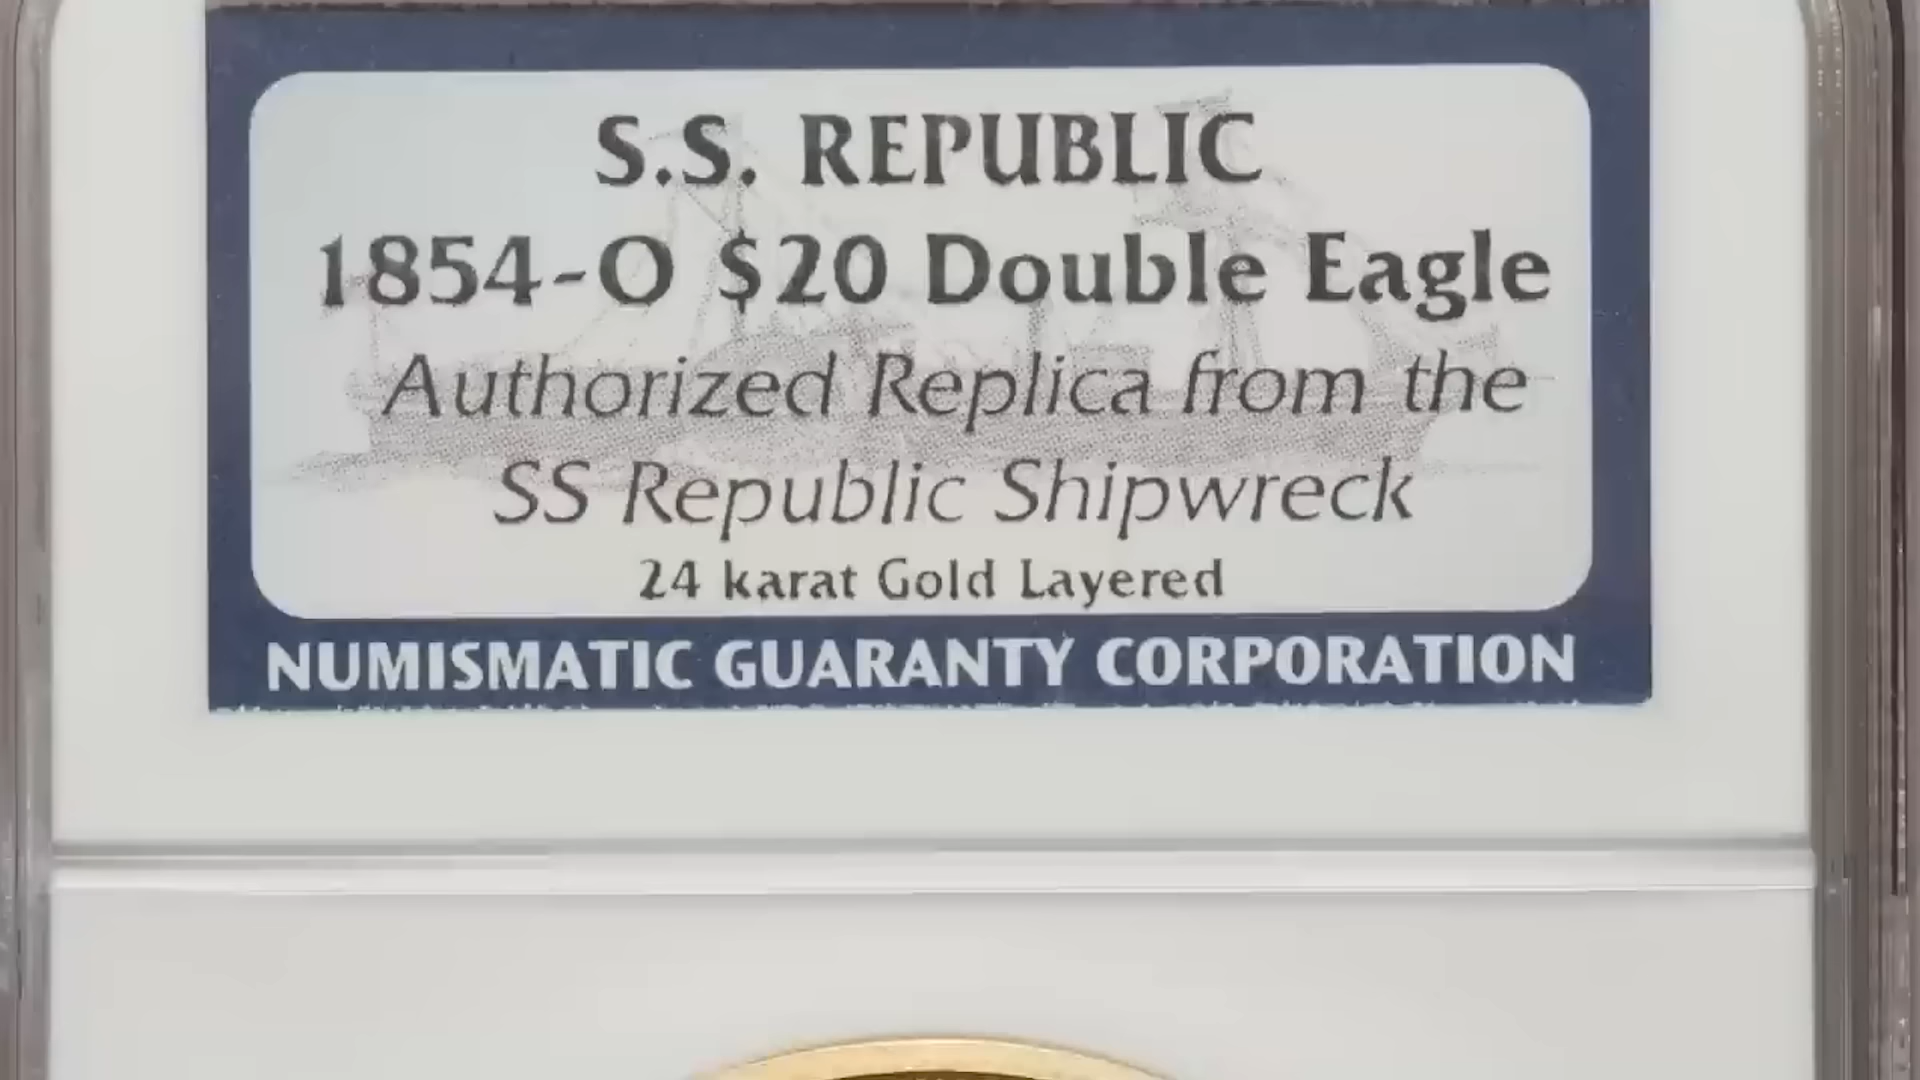 S.S. REPUBLIC
1854-O $20 Double Eagle
Authorized Replica from the
SS Republic Shipwreck
24 karat Gold Layered
NUMISMATIC GUARANTY CORPORATION